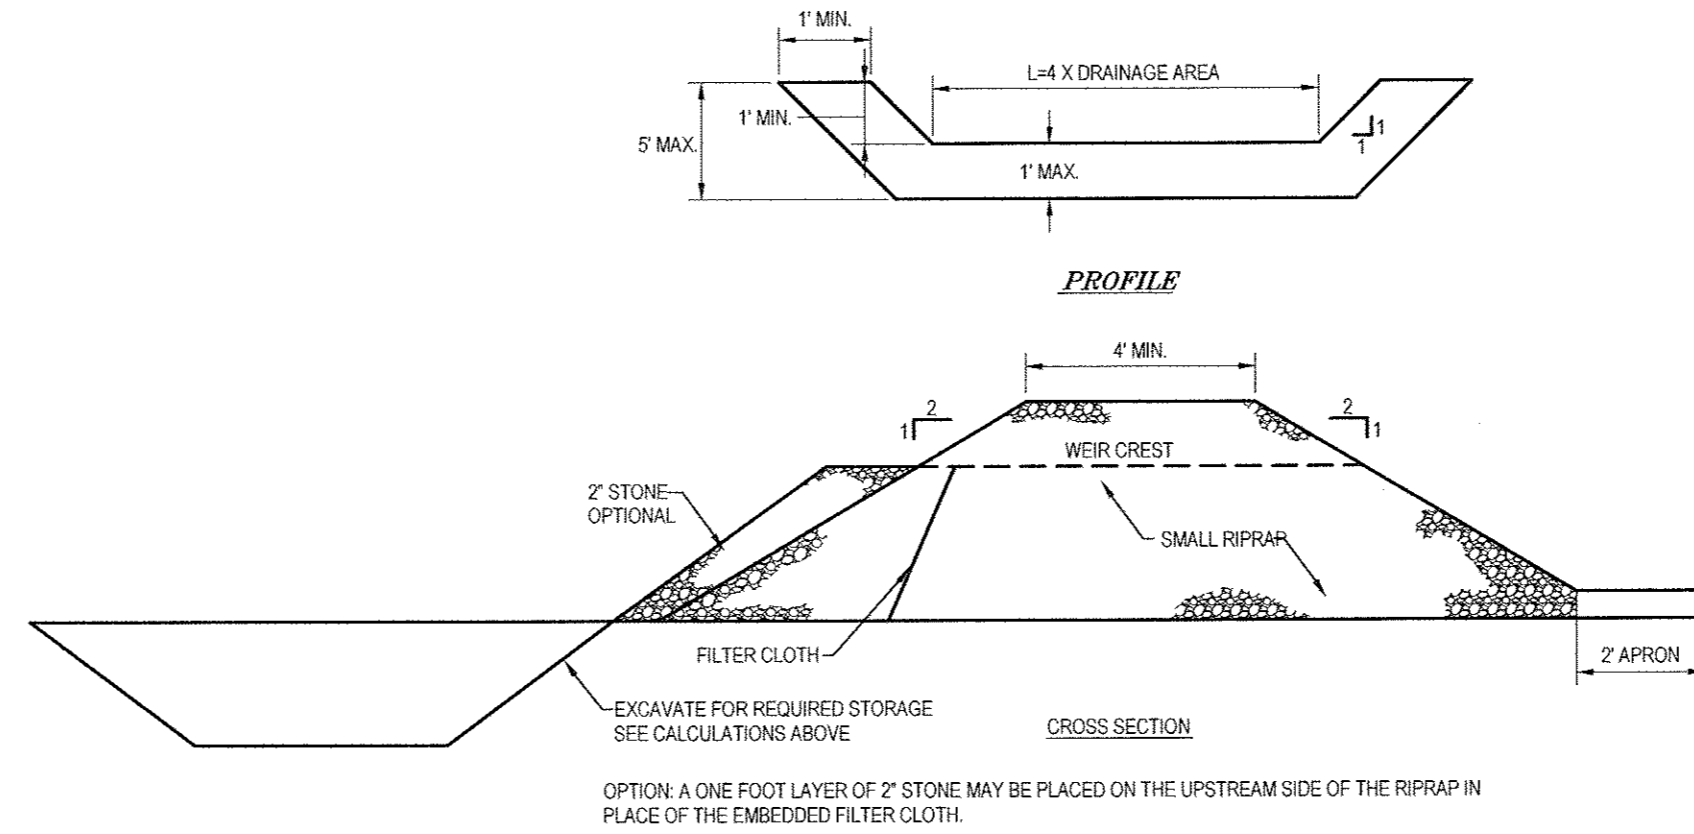 1' MIN.
L=4 X DRAINAGE AREA
1' MIN.
5' MAX.
1
1
1' MAX.
PROFILE
4' MIN.
2
1
2
1
WEIR CREST
2" STONE
OPTIONAL
SMALL RIPRAP
FILTER CLOTH
2' APRON
EXCAVATE FOR REQUIRED STORAGE
SEE CALCULATIONS ABOVE
CROSS SECTION
OPTION: A ONE FOOT LAYER OF 2" STONE MAY BE PLACED ON THE UPSTREAM SIDE OF THE RIPRAP IN
PLACE OF THE EMBEDDED FILTER CLOTH.